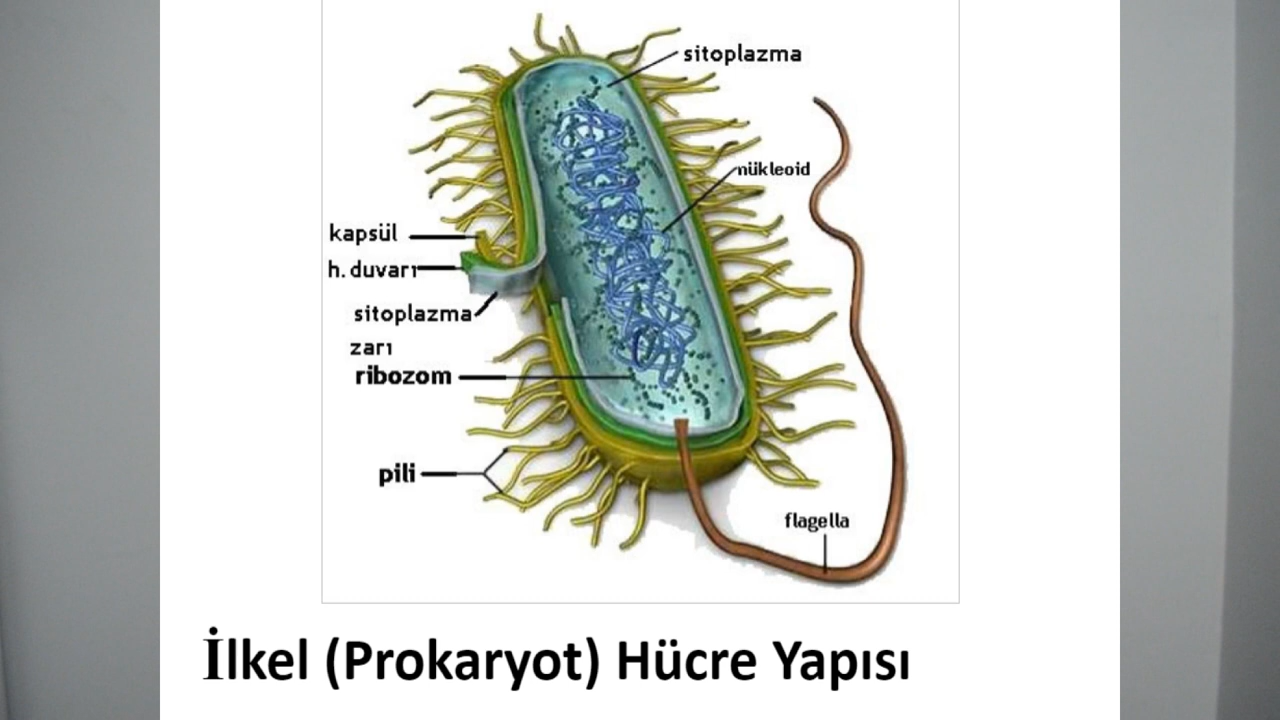 sitoplazma
nükleoid
kapsül
h. duvarı
sitoplazma
zarı
ribozom
pili
flagella
İlkel (Prokaryot) Hücre Yapısı